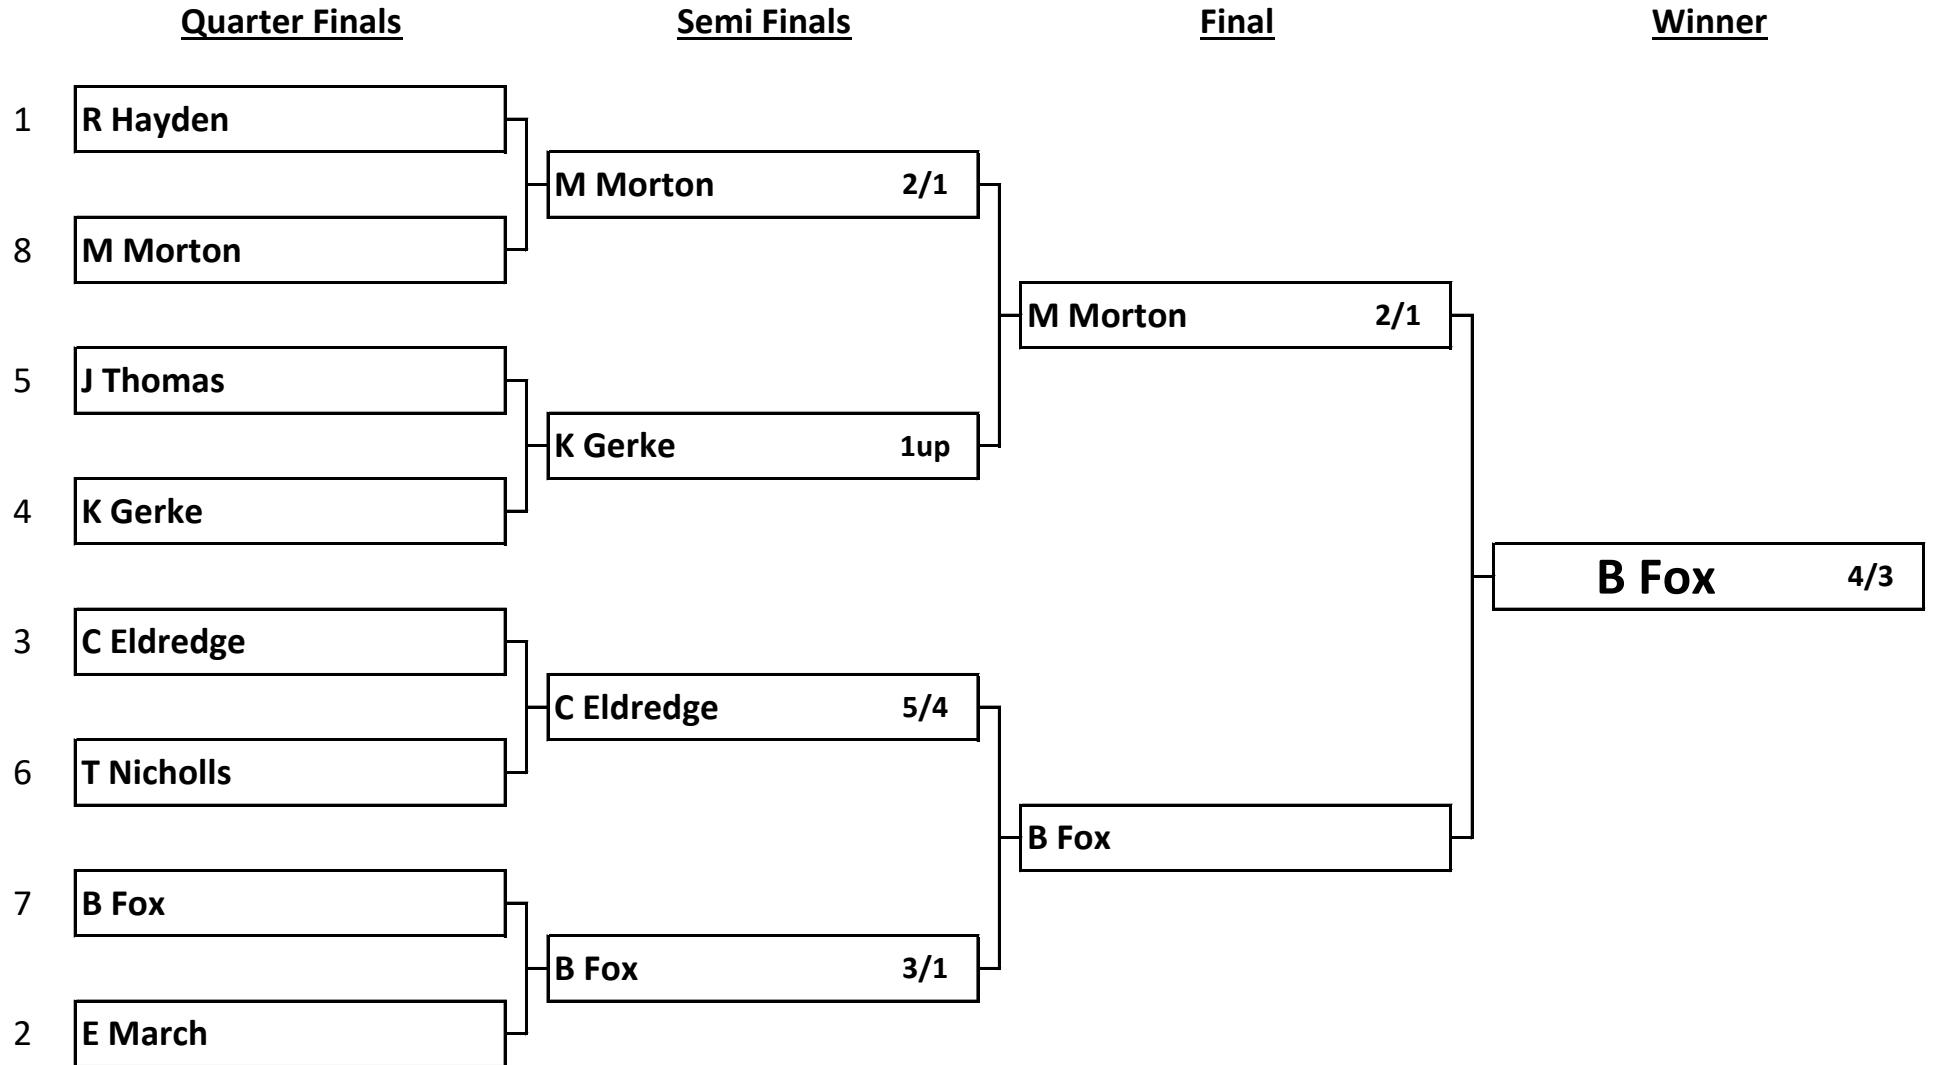 Quarter Finals Semi Finals Final Winner
1 R Hayden
M Morton 2/1
8 M Morton
M Morton 2/1
5 J Thomas
K Gerke 1up
4 K Gerke
B Fox 4/3
3 C Eldredge
C Eldredge 5/4
6 T Nicholls
B Fox
7 B Fox
B Fox 3/1
2 E March